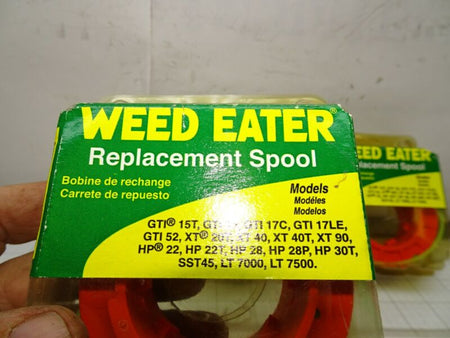 WEED EATER®
Replacement Spool
Bobine de rechange
Carrete de repuesto
Models
Modéles
Modelos
GTI® 15T, GTI 17C, GTI 17LE,
GTI 52, XT® 40, XT 40T, XT 90,
HP® 22, HP 22T, HP 28, HP 28P, HP 30T,
SST45, LT 7000, LT 7500.
WEED EATER
Replacement Spool